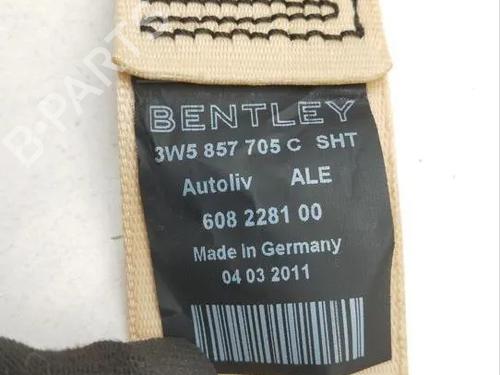 BENTLEY
3W5 857 705 C SHT
Autoliv ALE
608 2281 00
Made in Germany
04 03 2011
B PARTS